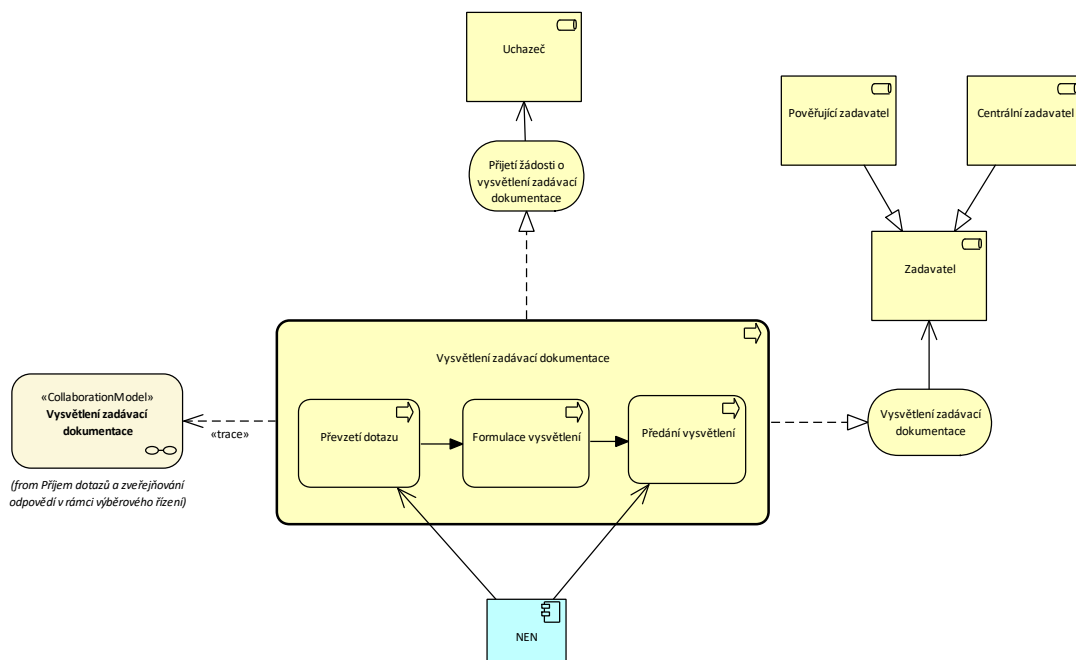 Uchazeč
Pověřující zadavatel
Centrální zadavatel
Přijetí žádosti o
vysvětlení zadávací
dokumentace
Zadavatel
Vysvětlení zadávací dokumentace
«CollaborationModel»
Vysvětlení zadávací
dokumentace
«trace»
(from Příjem dotazů a zveřejňování
odpovědí v rámci výběrového řízení)
Převzetí dotazu
Formulace vysvětlení
Předání vysvětlení
Vysvětlení zadávací
dokumentace
NEN